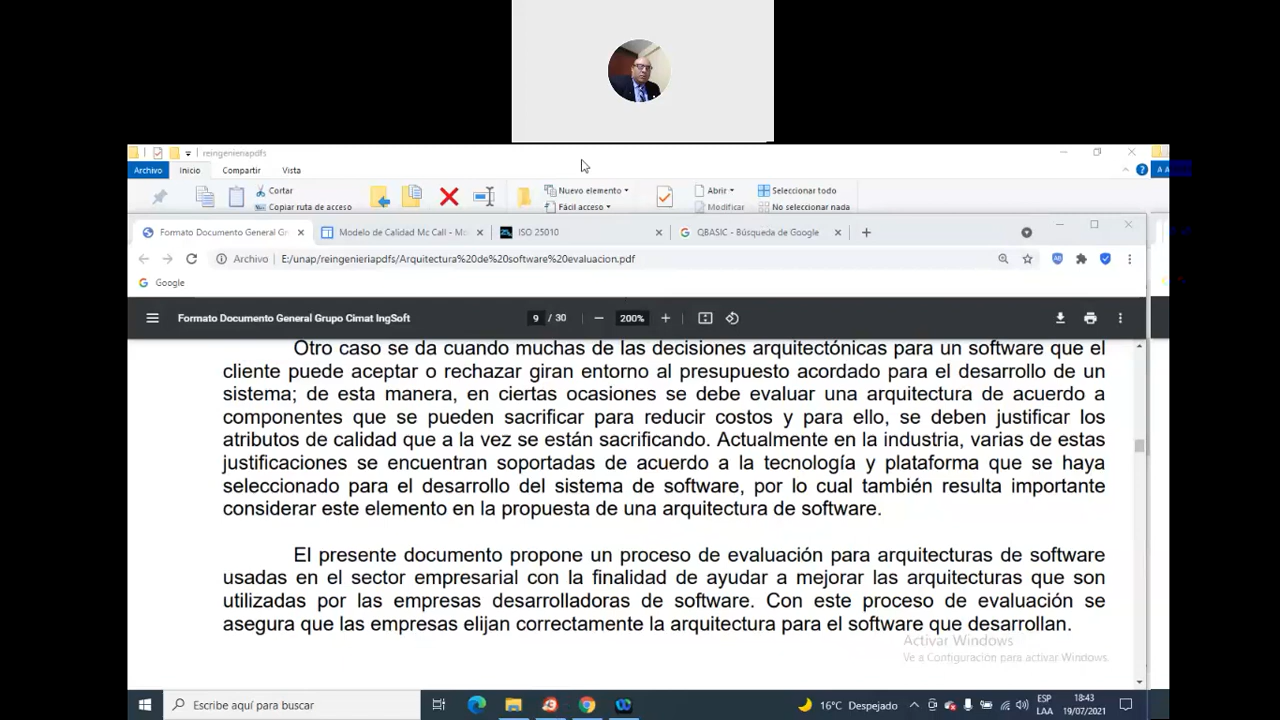 reingenieriapdfs
Archivo Inicio Compartir Vista
Cortar
Copiar ruta de acceso
Nuevo elemento
Fácil acceso
Abrir
Modificar
Seleccionar todo
No seleccionar nada
Formato Documento General Gr
Modelo de Calidad Mc Call - Mo
ISO 25010
QBASIC - Búsqueda de Google
Archivo E:/unap/reingenieriapdfs/Arquitectura%20de%20software%20evaluacion.pdf
Google
Formato Documento General Grupo Cimat IngSoft 9 / 30 200%
Otro caso se da cuando muchas de las decisiones arquitectónicas para un software que el
cliente puede aceptar o rechazar giran entorno al presupuesto acordado para el desarrollo de un
sistema; de esta manera, en ciertas ocasiones se debe evaluar una arquitectura de acuerdo a
componentes que se pueden sacrificar para reducir costos y para ello, se deben justificar los
atributos de calidad que a la vez se están sacrificando. Actualmente en la industria, varias de estas
justificaciones se encuentran soportadas de acuerdo a la tecnología y plataforma que se haya
seleccionado para el desarrollo del sistema de software, por lo cual también resulta importante
considerar este elemento en la propuesta de una arquitectura de software.
El presente documento propone un proceso de evaluación para arquitecturas de software
usadas en el sector empresarial con la finalidad de ayudar a mejorar las arquitecturas que son
utilizadas por las empresas desarrolladoras de software. Con este proceso de evaluación se
asegura que las empresas elijan correctamente la arquitectura para el software que desarrollan.
Activar Windows
Ve a Configuración para activar Windows.
Escribe aquí para buscar
16°C Despejado
ESP
LAA
18:43
19/07/2021